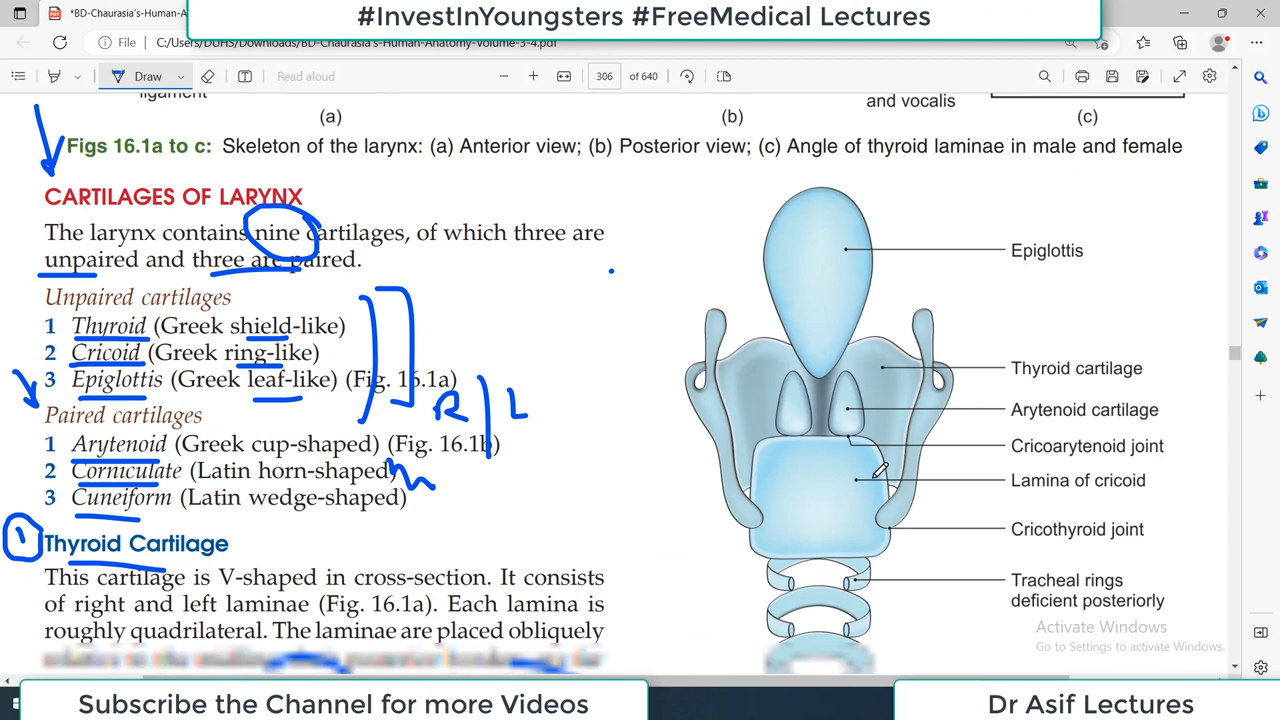 #InvestInYoungsters #FreeMedical Lectures
*BD-Chaurasia's-Human-A
File
C:/Users/DUHS/Downloads/BD-Chaurasia's-Human-Anatomy-Volume-3-4.pdf
Draw
Read aloud
306 of 640
ligament
and vocalis
(a) (b) (c)
Figs 16.1a to c: Skeleton of the larynx: (a) Anterior view; (b) Posterior view; (c) Angle of thyroid laminae in male and female
CARTILAGES OF LARYNX
The larynx contains nine cartilages, of which three are
unpaired and three are paired.
Unpaired cartilages
1 Thyroid (Greek shield-like)
2 Cricoid (Greek ring-like)
3 Epiglottis (Greek leaf-like) (Fig. 16.1a)
R L
Paired cartilages
1 Arytenoid (Greek cup-shaped) (Fig. 16.1b)
2 Corniculate (Latin horn-shaped)
3 Cuneiform (Latin wedge-shaped)
1
Thyroid Cartilage
This cartilage is V-shaped in cross-section. It consists
of right and left laminae (Fig. 16.1a). Each lamina is
roughly quadrilateral. The laminae are placed obliquely
Epiglottis
Thyroid cartilage
Arytenoid cartilage
Cricoarytenoid joint
Lamina of cricoid
Cricothyroid joint
Tracheal rings
deficient posteriorly
Activate Windows
Go to Settings to activate Windows.
Subscribe the Channel for more Videos
Dr Asif Lectures